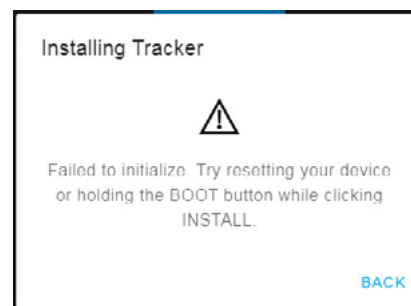 Installing Tracker
Failed to initialize. Try resetting your device
or holding the BOOT button while clicking
INSTALL.
BACK